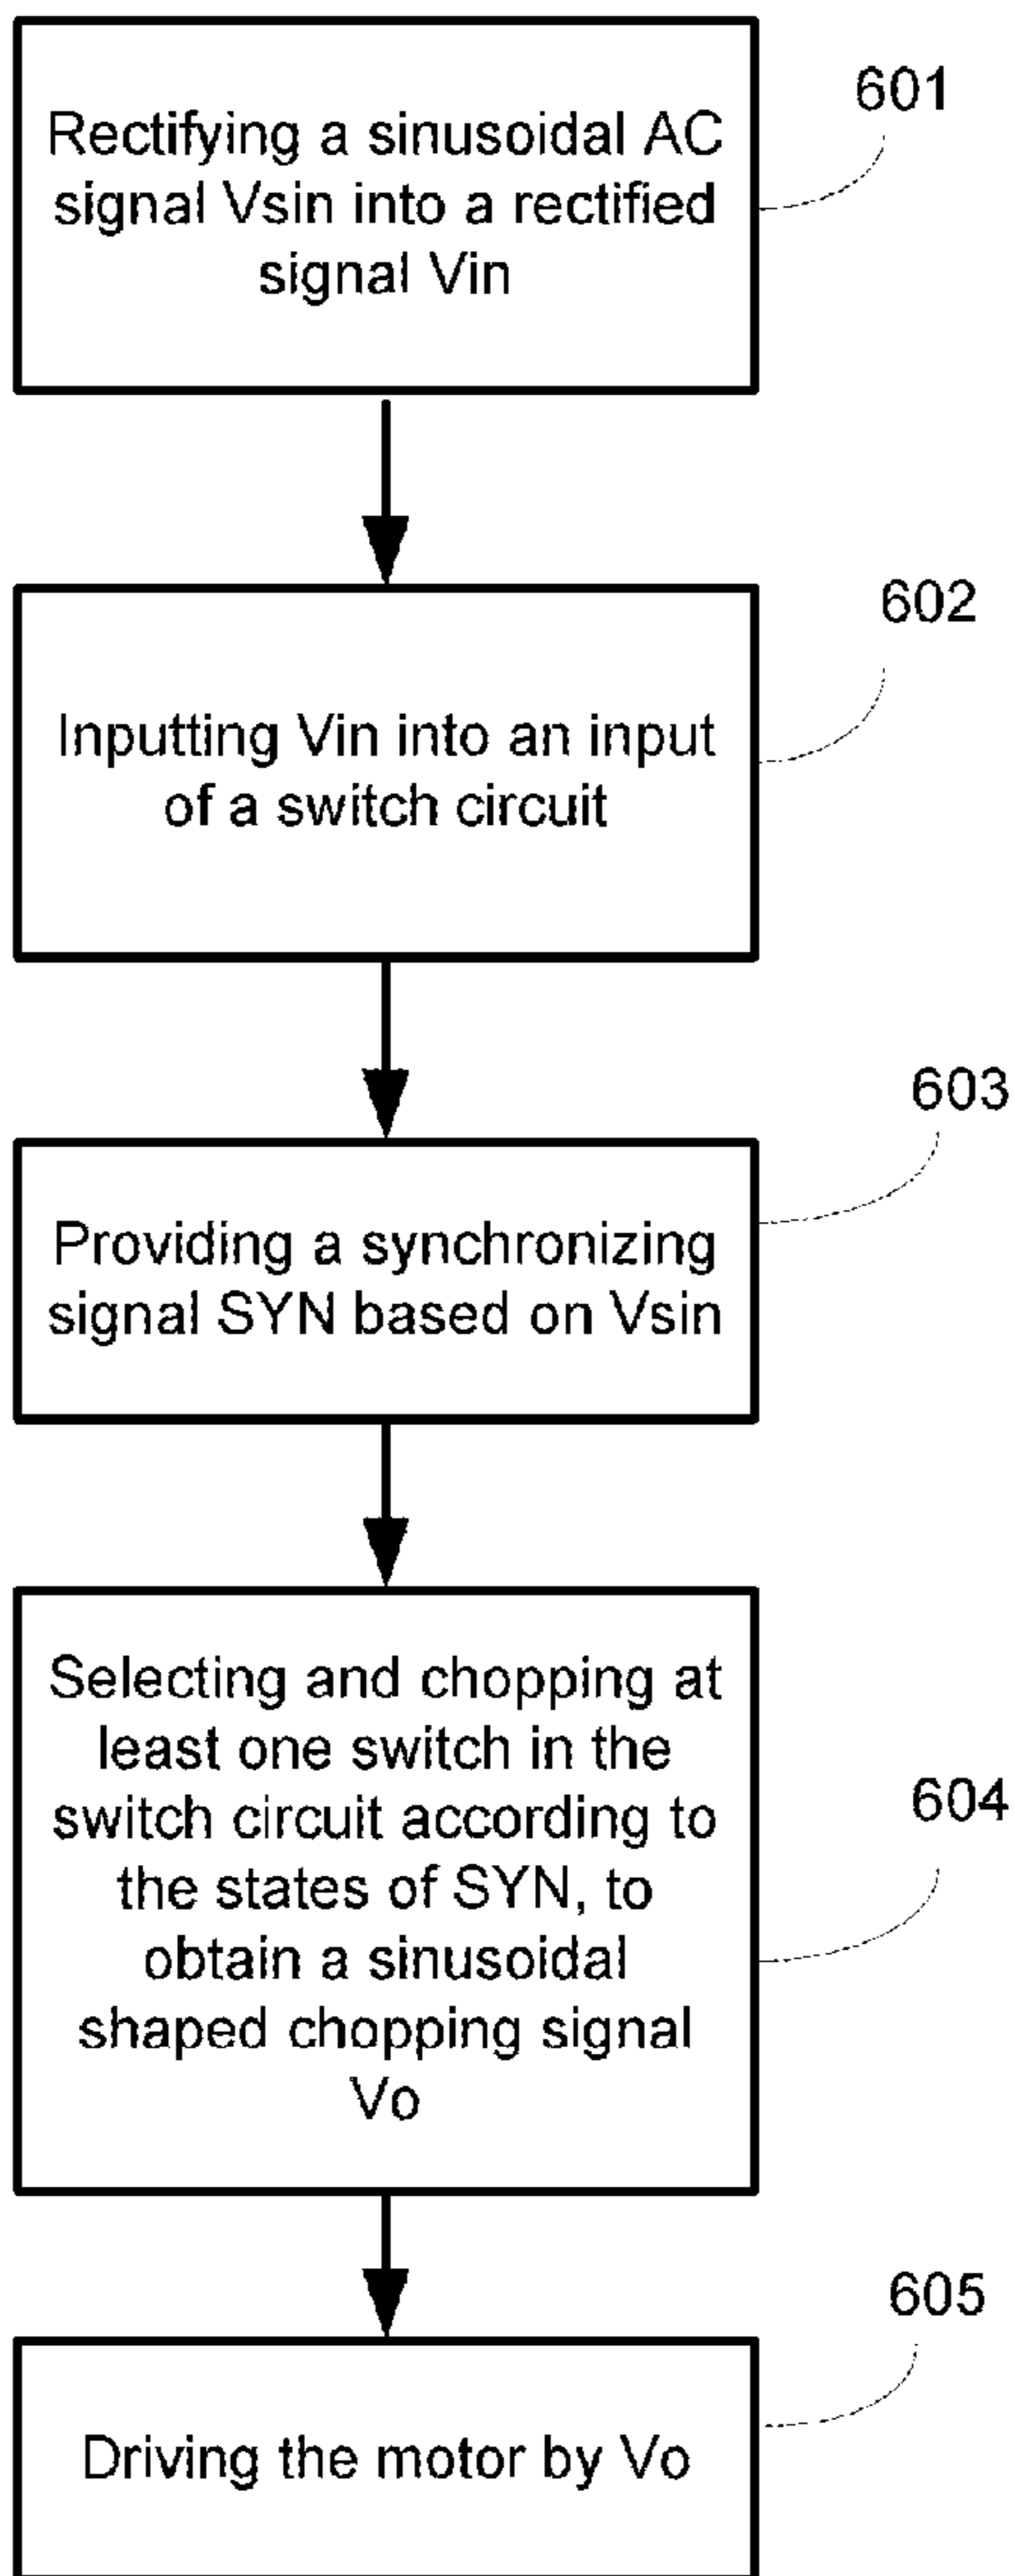 601
Rectifying a sinusoidal AC
signal Vsin into a rectified
signal Vin
602
Inputting Vin into an input
of a switch circuit
603
Providing a synchronizing
signal SYN based on Vsin
604
Selecting and chopping at
least one switch in the
switch circuit according to
the states of SYN, to
obtain a sinusoidal
shaped chopping signal
Vo
605
Driving the motor by Vo